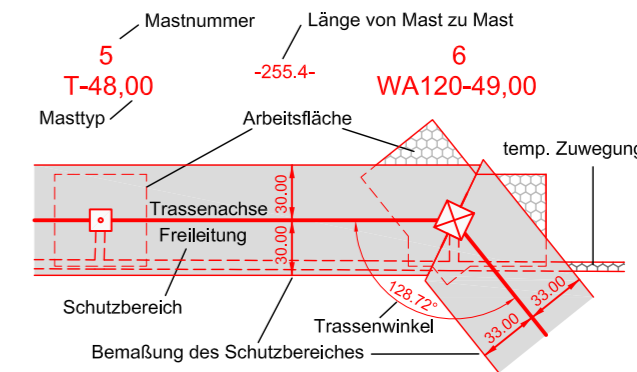 Mastnummer
Länge von Mast zu Mast
5
-255.4-
6
T-48,00
WA120-49,00
Masttyp
Arbeitsfläche
temp. Zuwegung
30.00
Trassenachse
Freileitung
30.00
Schutzbereich
128.72°
33.00
33.00
Trassenwinkel
Bemaßung des Schutzbereiches